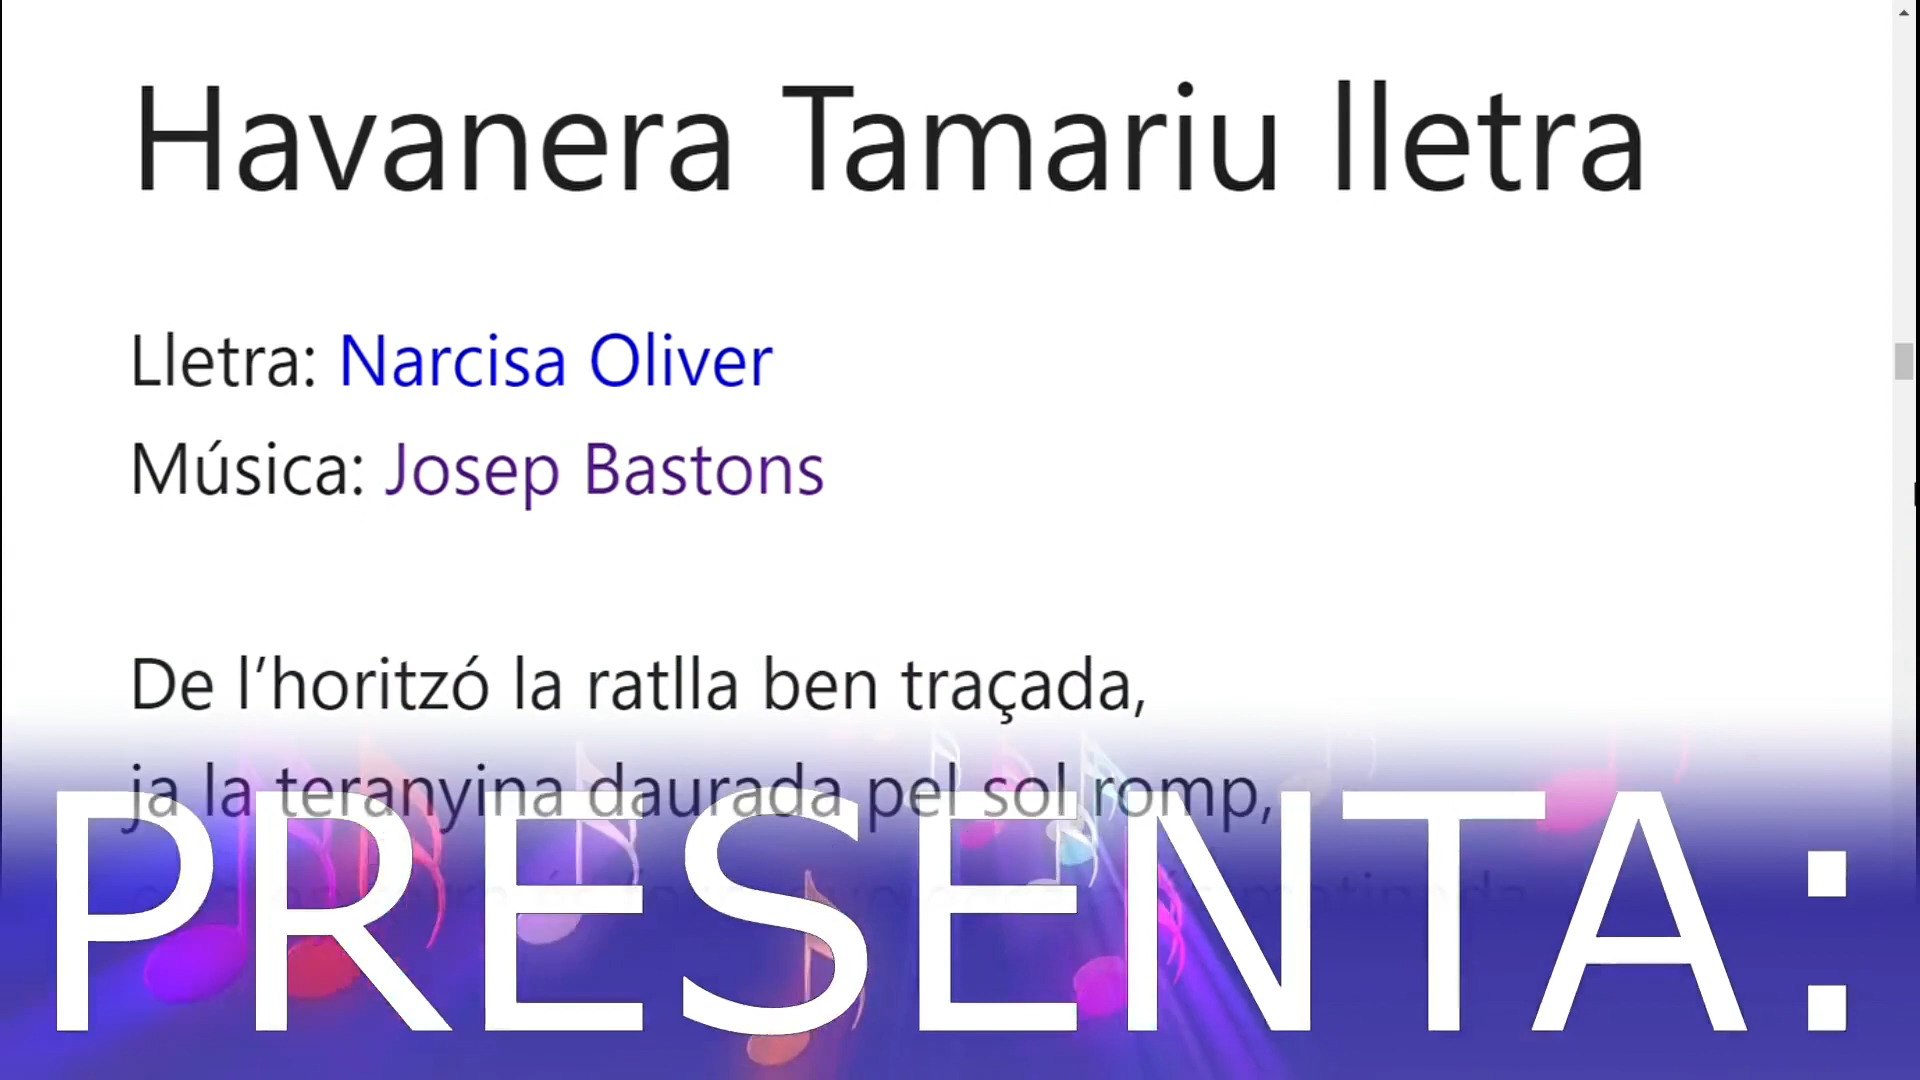 Havanera Tamariu lletra
Lletra: Narcisa Oliver
Música: Josep Bastons
De l’horitzó la ratlla ben traçada,
ja la teranyina daurada pel sol romp,
PRESENTA: